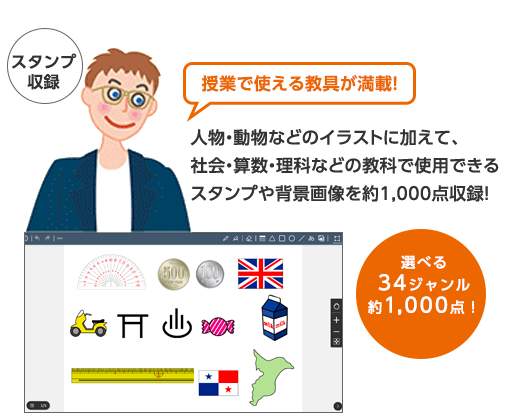 スタンプ
収録
授業で使える教具が満載!
人物・動物などのイラストに加えて、
社会・算数・理科などの教科で使用できる
スタンプや背景画像を約1,000点収録!
選べる
34ジャンル
約1,000点！
500
100
milk